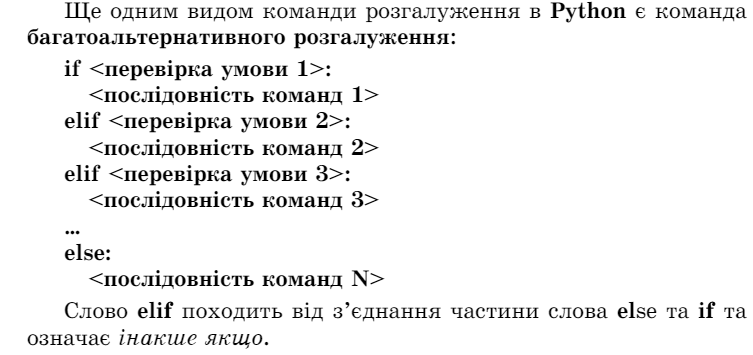 Ще одним видом команди розгалуження в Python є команда
багатоальтернативного розгалуження:
if <перевірка умови 1>:
<послідовність команд 1>
elif <перевірка умови 2>:
<послідовність команд 2>
elif <перевірка умови 3>:
<послідовність команд 3>
…
else:
<послідовність команд N>
Слово elif походить від з’єднання частини слова else та if та
означає інакше якщо.